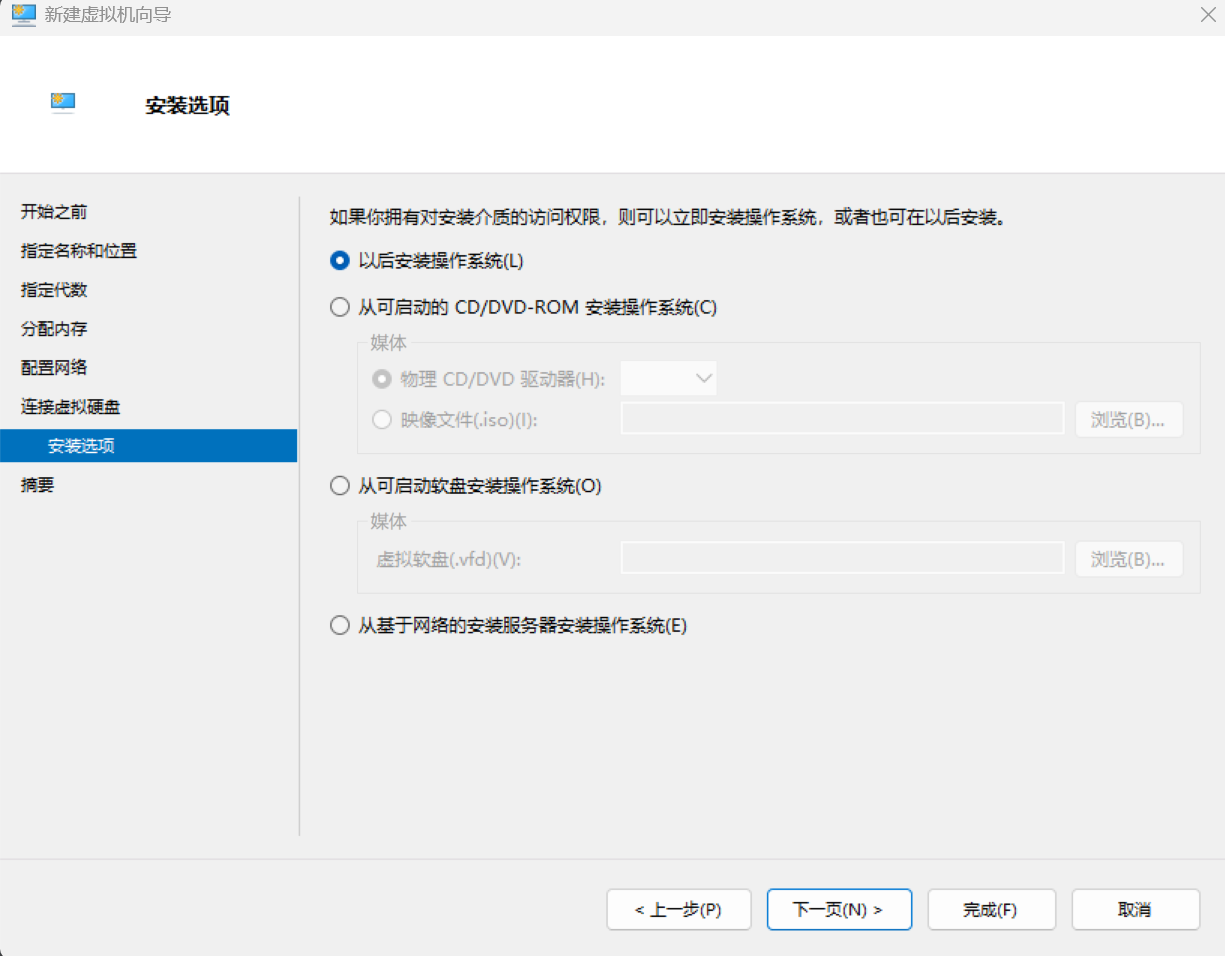 新建虚拟机向导
安装选项
开始之前
指定名称和位置
指定代数
分配内存
配置网络
连接虚拟硬盘
安装选项
摘要
如果你拥有对安装介质的访问权限，则可以立即安装操作系统，或者也可在以后安装。
以后安装操作系统(L)
从可启动的 CD/DVD-ROM 安装操作系统(C)
媒体
物理 CD/DVD 驱动器(H):
映像文件(.iso)(I):
浏览(B)...
从可启动软盘安装操作系统(O)
媒体
虚拟软盘(.vfd)(V):
浏览(B)...
从基于网络的安装服务器安装操作系统(E)
< 上一步(P)
下一页(N) >
完成(F)
取消